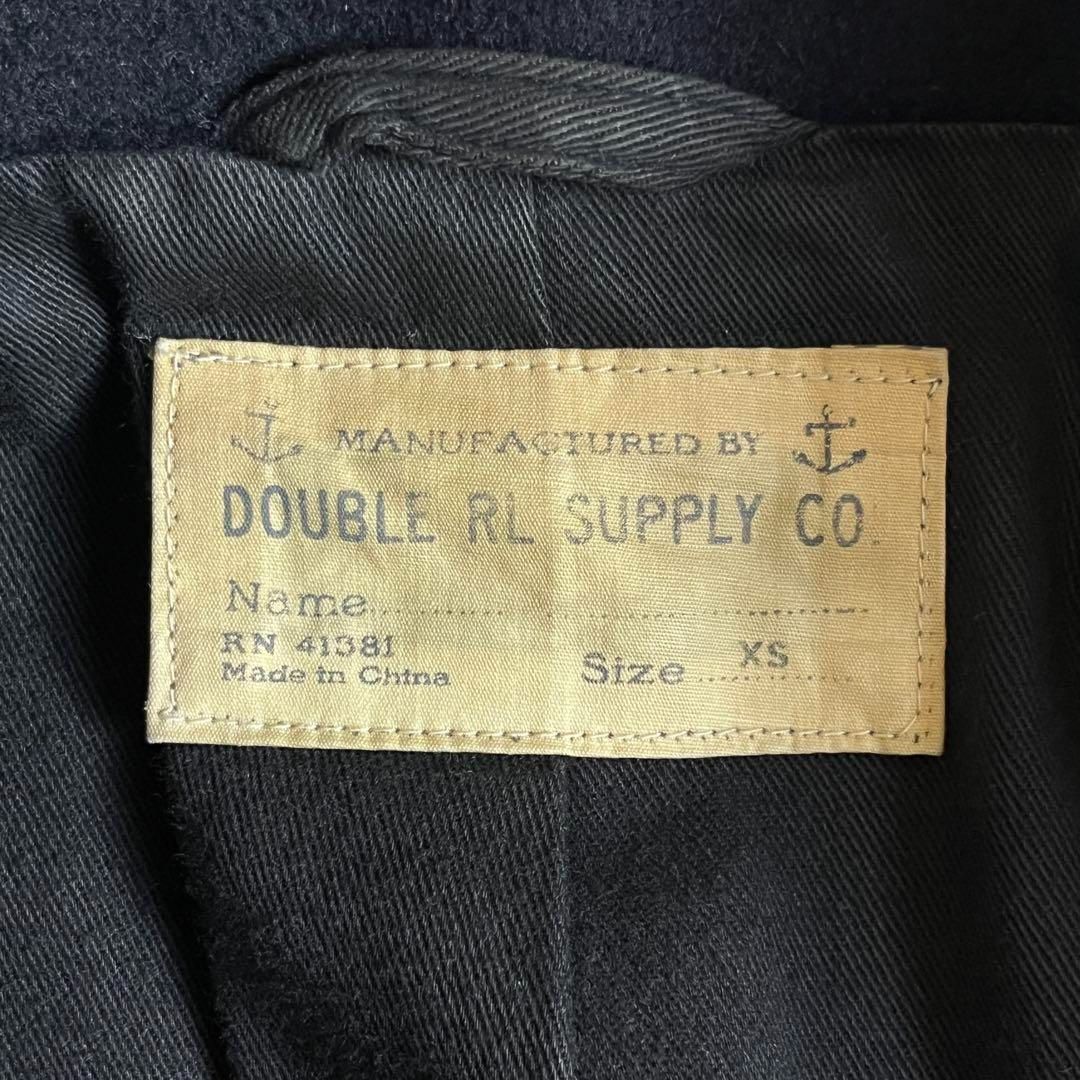 MANUFACTURED BY
DOUBLE RL SUPPLY CO.
Name
RN 41381
Made in China
Size XS